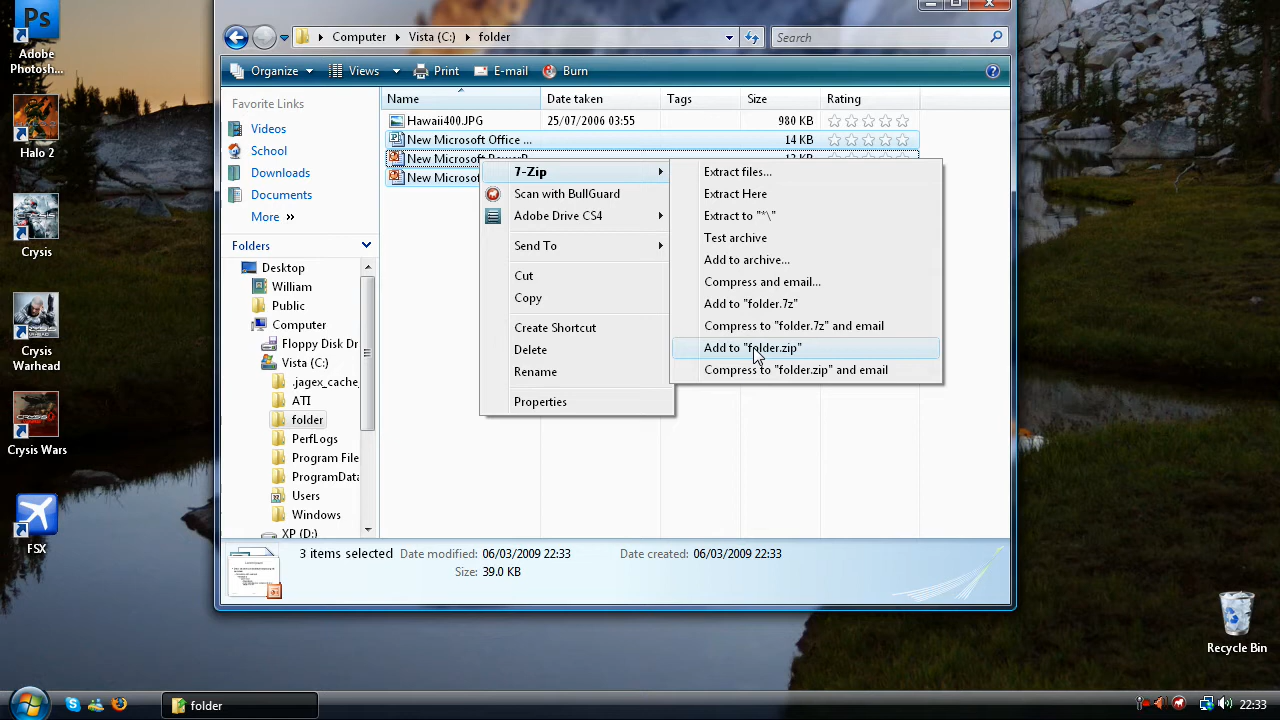 Ps
Adobe
Photosh...
Halo 2
Crysis
Crysis
Warhead
Crysis Wars
FSX
Computer
Vista (C:)
folder
Search
Organize
Views
Print
E-mail
Burn
Favorite Links
Videos
School
Downloads
Documents
More »
Folders
Desktop
William
Public
Computer
Floppy Disk Dr
Vista (C:)
.jagex_cache_
ATI
folder
PerfLogs
Program File
ProgramData
Users
Windows
XP (D:)
Name
Date taken
Tags
Size
Rating
Hawaii400.JPG
25/07/2006 03:55
980 KB
New Microsoft Office ...
14 KB
New Microsoft PowerP
13 KB
New Microsof
7-Zip
Scan with BullGuard
Adobe Drive CS4
Send To
Cut
Copy
Create Shortcut
Delete
Rename
Properties
Extract files...
Extract Here
Extract to "*\"
Test archive
Add to archive...
Compress and email...
Add to "folder.7z"
Compress to "folder.7z" and email
Add to "folder.zip"
Compress to "folder.zip" and email
3 items selected
Date modified: 06/03/2009 22:33
Date created: 06/03/2009 22:33
Size: 39.0 KB
Recycle Bin
folder
22:33